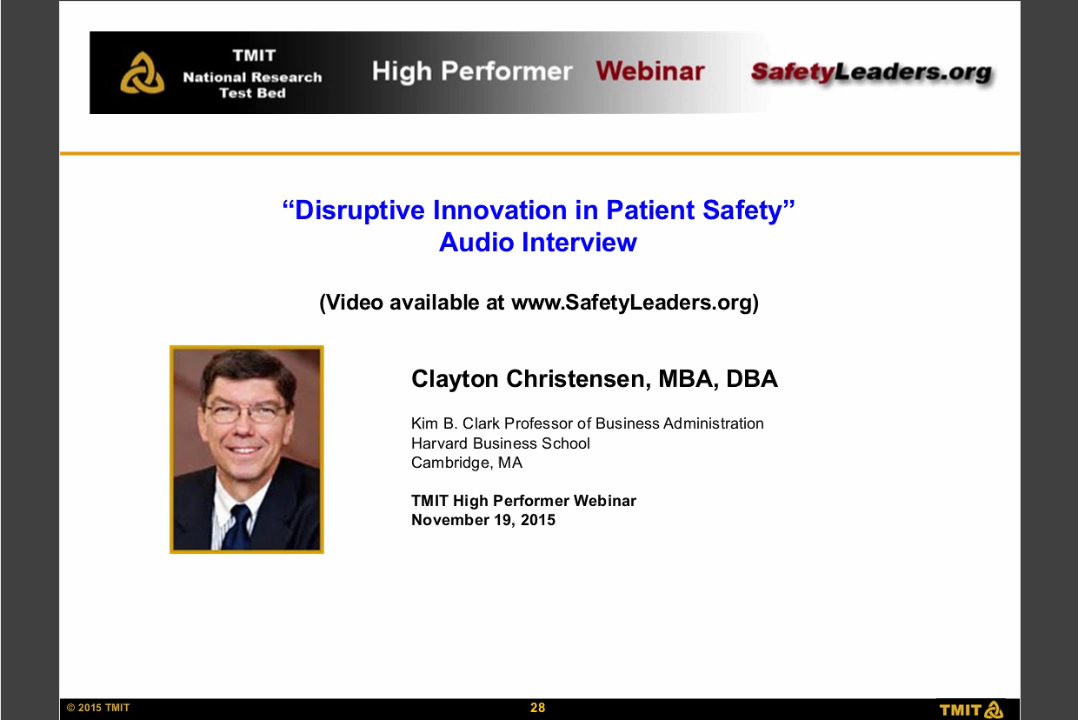 TMIT
National Research
Test Bed
High Performer Webinar
SafetyLeaders.org
“Disruptive Innovation in Patient Safety”
Audio Interview
(Video available at www.SafetyLeaders.org)
Clayton Christensen, MBA, DBA
Kim B. Clark Professor of Business Administration
Harvard Business School
Cambridge, MA
TMIT High Performer Webinar
November 19, 2015
© 2015 TMIT
28
TMIT